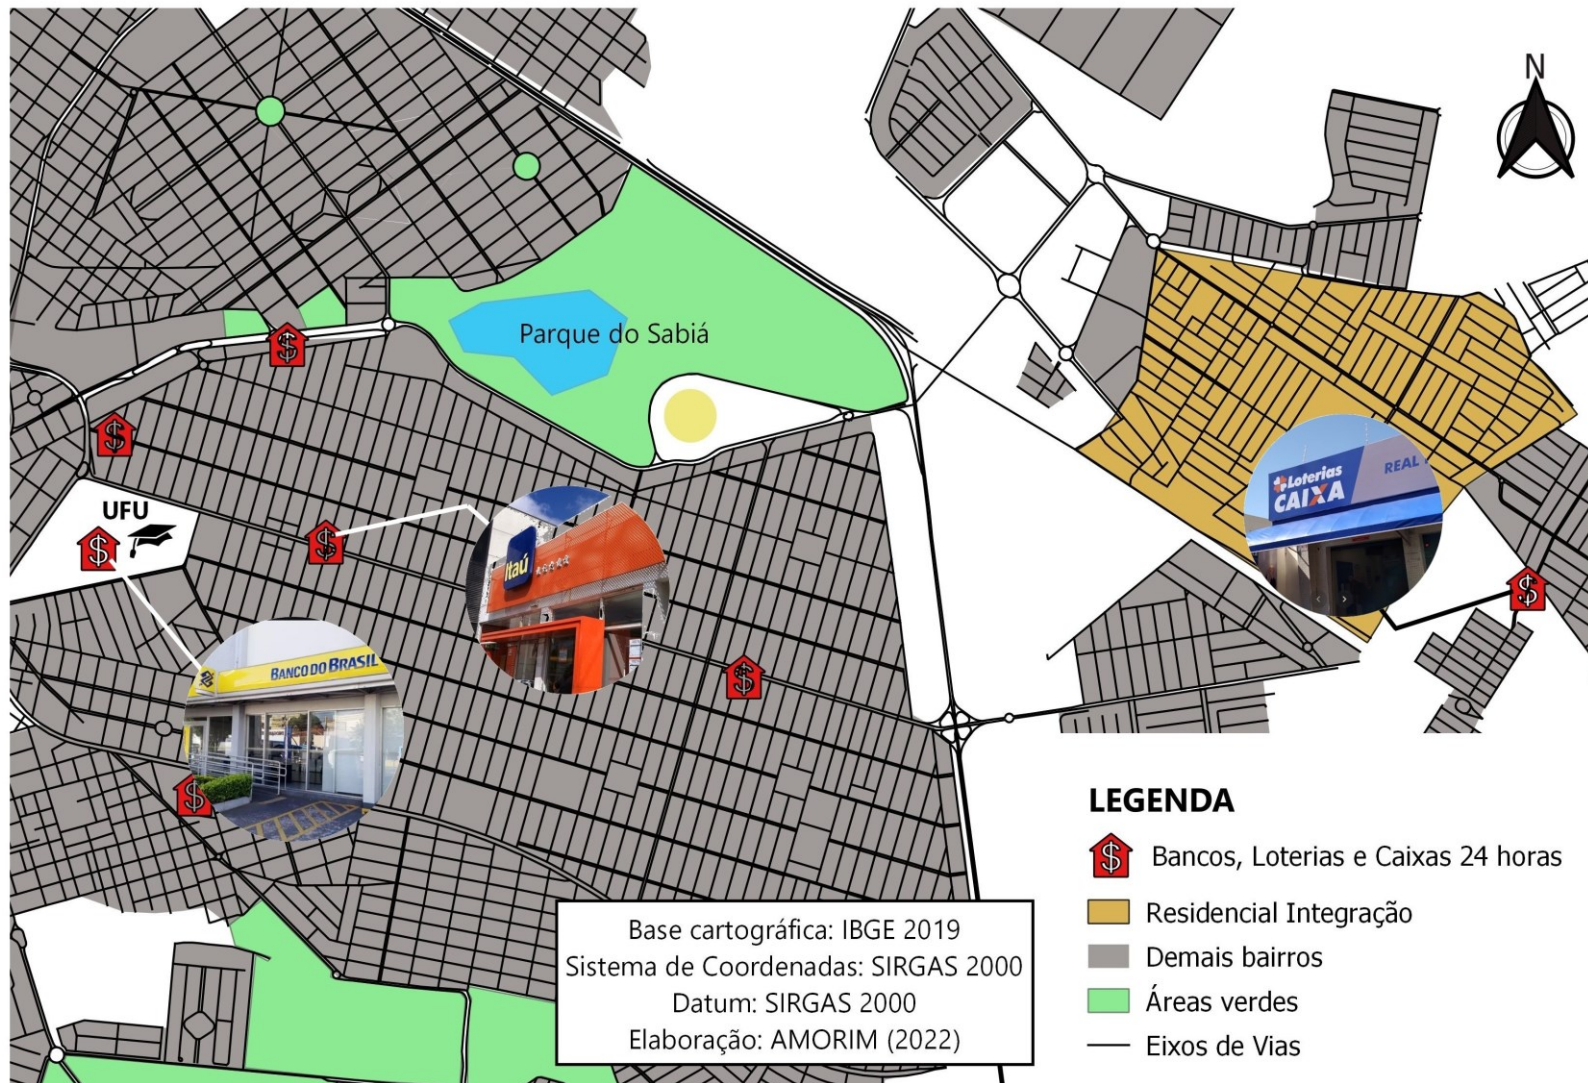 N
Parque do Sabiá
UFU
Itaú
Loterias
CAIXA
REAL
BANCO DO BRASIL
LEGENDA
Bancos, Loterias e Caixas 24 horas
Residencial Integração
Demais bairros
Áreas verdes
Eixos de Vias
Base cartográfica: IBGE 2019
Sistema de Coordenadas: SIRGAS 2000
Datum: SIRGAS 2000
Elaboração: AMORIM (2022)